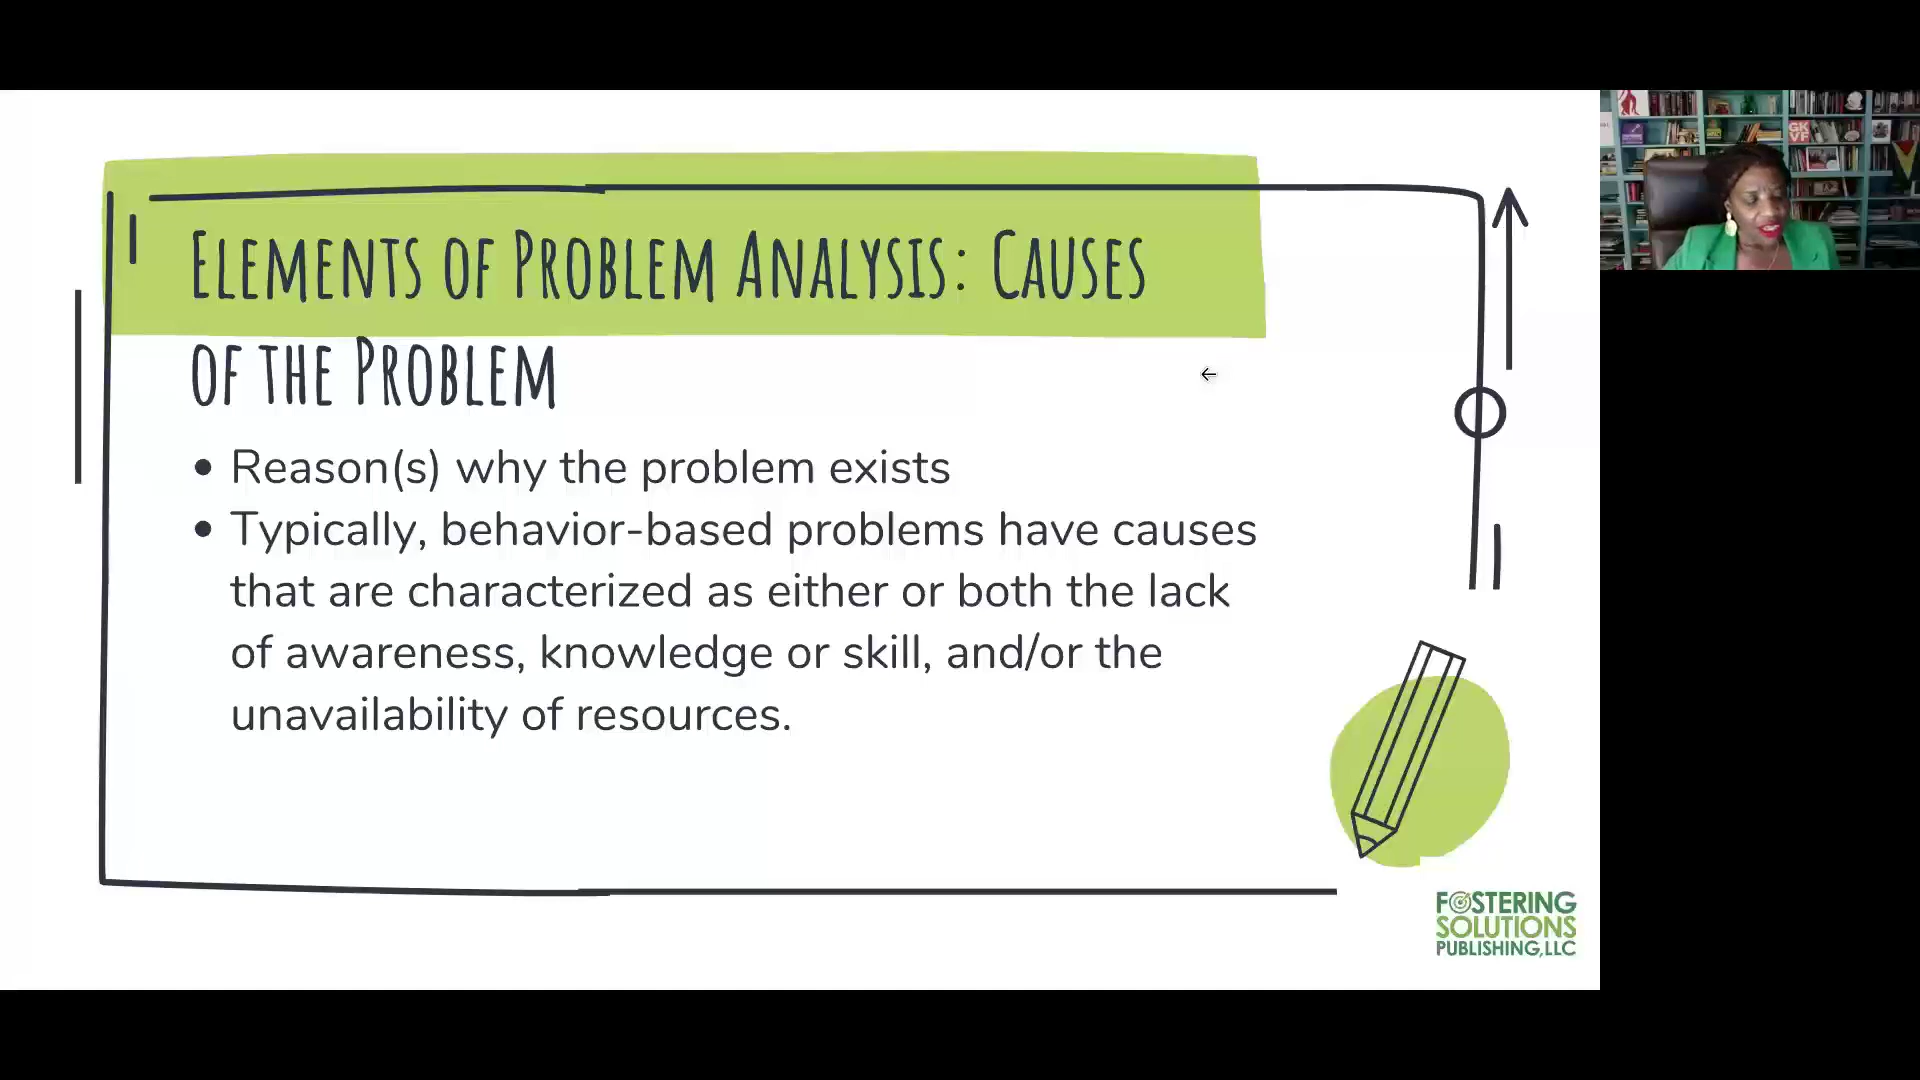 Elements of Problem Analysis: Causes
of the Problem
• Reason(s) why the problem exists
• Typically, behavior-based problems have causes
that are characterized as either or both the lack
of awareness, knowledge or skill, and/or the
unavailability of resources.
FOSTERING
SOLUTIONS
PUBLISHING, LLC
GK
VF